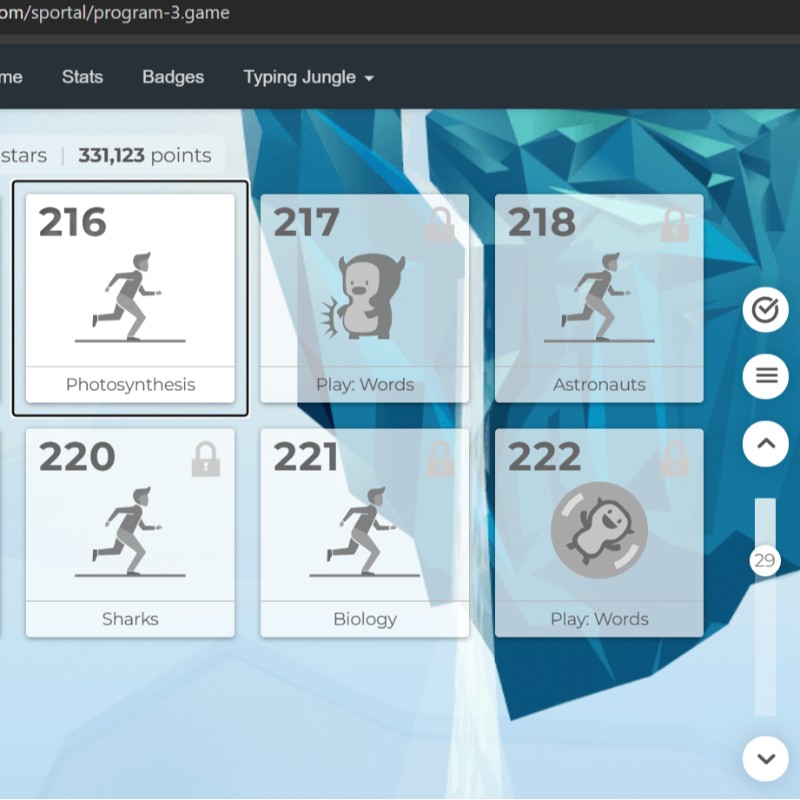 om/sportal/program-3.game
me Stats Badges Typing Jungle
stars | 331,123 points
216 217 218
Photosynthesis Play: Words Astronauts
220 221 222
29
Sharks Biology Play: Words